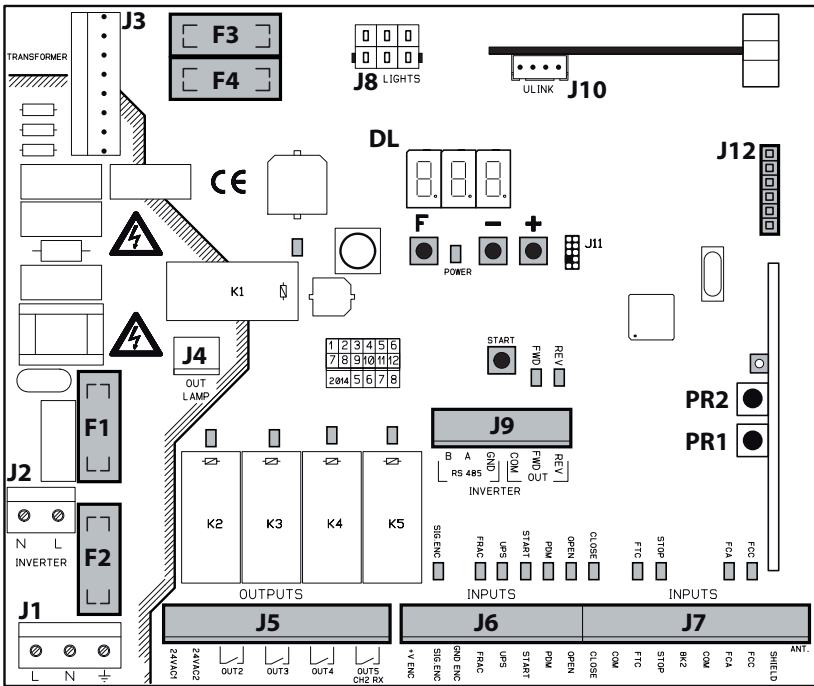 J3
F3
TRANSFORMER
F4
J8 LIGHTS
ULINK
J10
DL
J12
CE
8. 8. 8.
F
-
+
J11
POWER
K1
J4
OUT
LAMP
1 2 3 4 5 6
7 8 9 10 11 12
2014 5 6 7 8
START
FWD
REV
PR2
PR1
F1
J9
B
A
GND
COM
FWD
REV
RS 485
OUT
INVERTER
J2
N L
INVERTER
F2
K2
K3
K4
K5
SIG.ENC
FRAC
UPS
START
PDM
OPEN
CLOSE
FTC
STOP
FCA
FCC
OUTPUTS
INPUTS
INPUTS
J1
L N
J5
J6
J7
24VAC1
24VAC2
OUT2
OUT3
OUT4
OUT5
CH2 RX
+V ENC
SIG ENC
GND ENC
FRAC
UPS
START
PDM
OPEN
CLOSE
COM
FTC
STOP
BK2
COM
FCA
FCC
SHIELD
ANT.